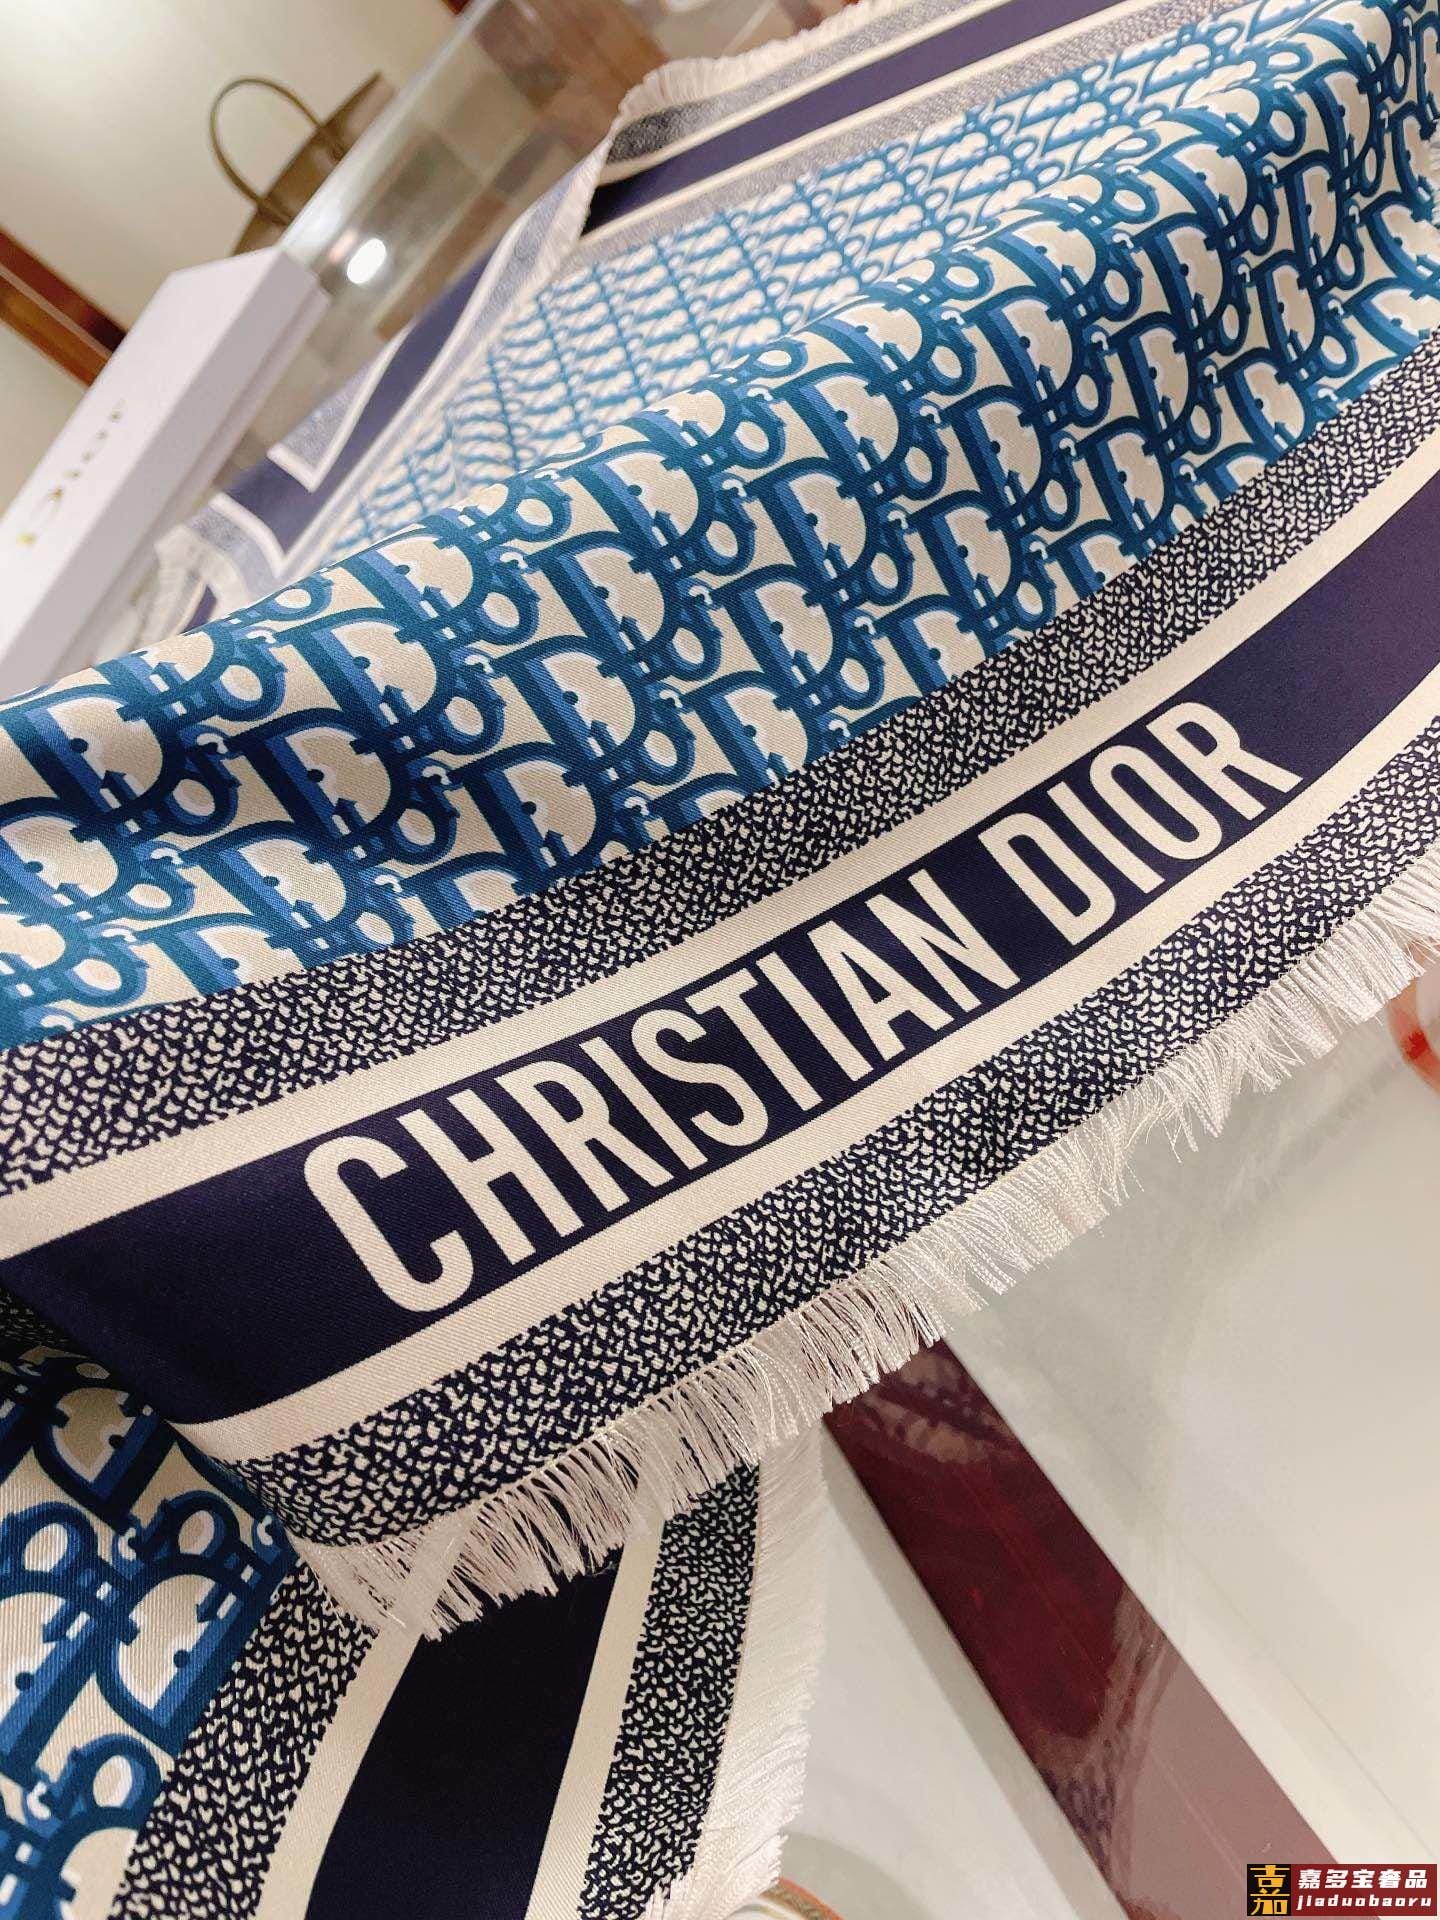 CHRISTIAN DIOR
嘉多宝奢品
jiaduobaoru